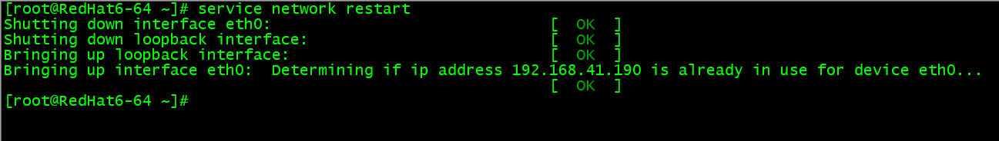 [root@RedHat6-64 ~]# service network restart
Shutting down interface eth0:                              [  OK  ]
Shutting down loopback interface:                          [  OK  ]
Bringing up loopback interface:                            [  OK  ]
Bringing up interface eth0:  Determining if ip address 192.168.41.190 is already in use for device eth0...
                                                           [  OK  ]
[root@RedHat6-64 ~]#